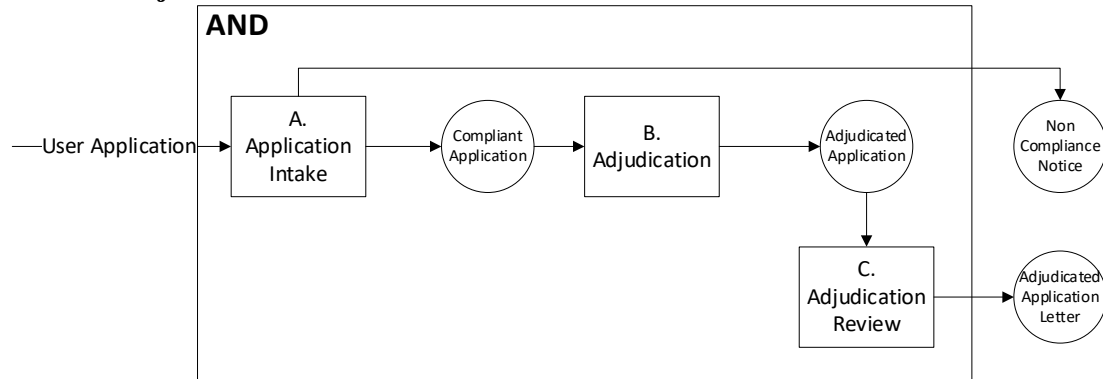 AND
User Application
A.
Application
Intake
Compliant
Application
B.
Adjudication
Adjudicated
Application
Non
Compliance
Notice
C.
Adjudication
Review
Adjudicated
Application
Letter